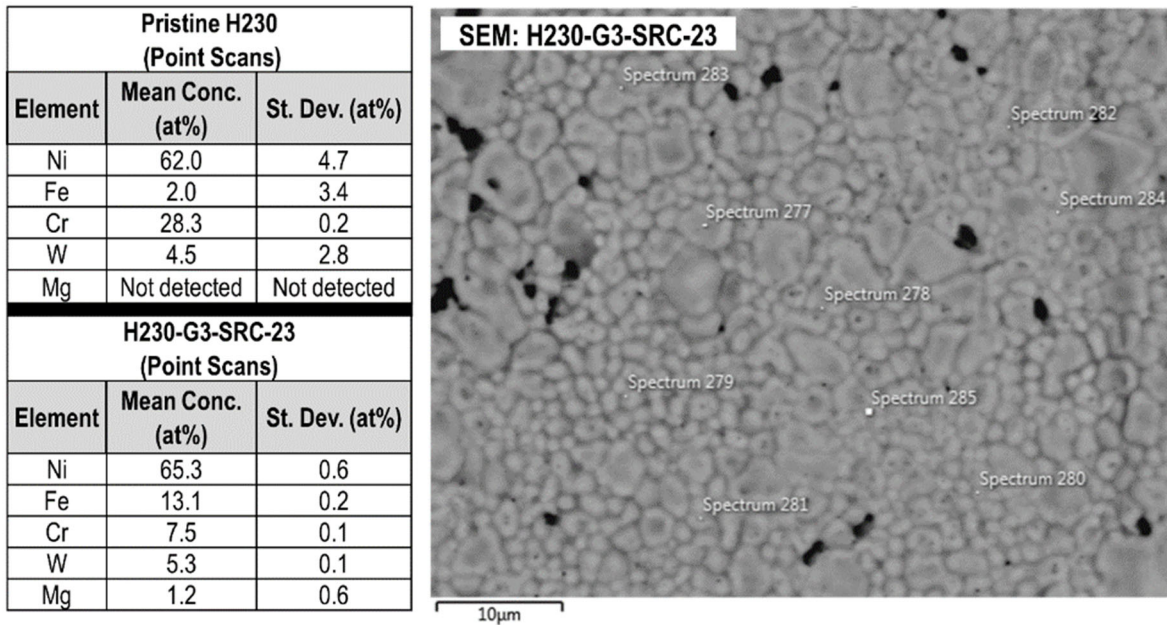 Pristine H230
(Point Scans)
Element Mean Conc. (at%) St. Dev. (at%)
Ni 62.0 4.7
Fe 2.0 3.4
Cr 28.3 0.2
W 4.5 2.8
Mg Not detected Not detected
H230-G3-SRC-23
(Point Scans)
Element Mean Conc. (at%) St. Dev. (at%)
Ni 65.3 0.6
Fe 13.1 0.2
Cr 7.5 0.1
W 5.3 0.1
Mg 1.2 0.6
SEM: H230-G3-SRC-23
Spectrum 283
Spectrum 282
Spectrum 284
Spectrum 277
Spectrum 278
Spectrum 279
Spectrum 285
Spectrum 280
Spectrum 281
10μm